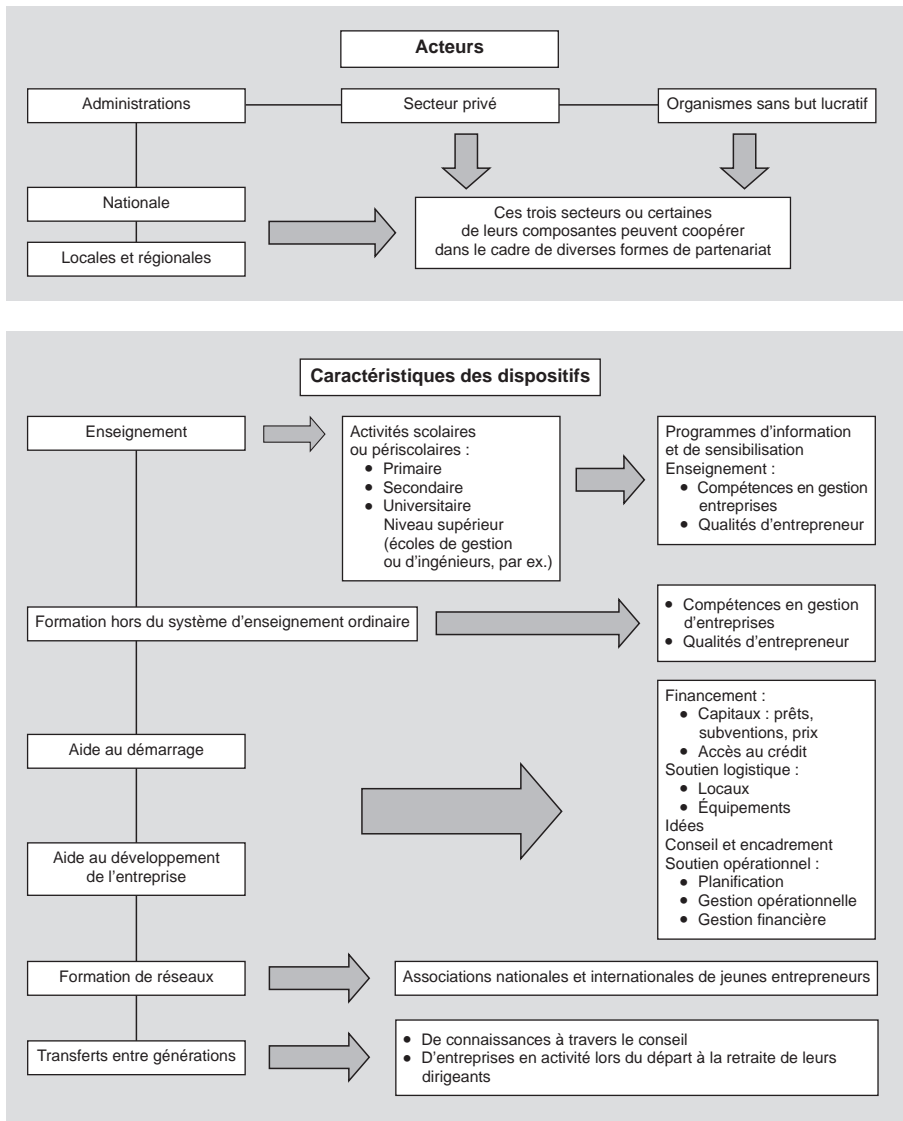 Acteurs
Administrations
Secteur privé
Organismes sans but lucratif
Nationale
Locales et régionales
Ces trois secteurs ou certaines
de leurs composantes peuvent coopérer
dans le cadre de diverses formes de partenariat
Caractéristiques des dispositifs
Enseignement
Activités scolaires
ou périscolaires :
• Primaire
• Secondaire
• Universitaire
Niveau supérieur
(écoles de gestion
ou d'ingénieurs, par ex.)
Programmes d'information
et de sensibilisation
Enseignement :
• Compétences en gestion
entreprises
• Qualités d'entrepreneur
Formation hors du système d'enseignement ordinaire
• Compétences en gestion
d'entreprises
• Qualités d'entrepreneur
Aide au démarrage
Aide au développement
de l'entreprise
Financement :
• Capitaux : prêts,
subventions, prix
• Accès au crédit
Soutien logistique :
• Locaux
• Équipements
Idées
Conseil et encadrement
Soutien opérationnel :
• Planification
• Gestion opérationnelle
• Gestion financière
Formation de réseaux
Associations nationales et internationales de jeunes entrepreneurs
Transferts entre générations
• De connaissances à travers le conseil
• D'entreprises en activité lors du départ à la retraite de leurs
dirigeants